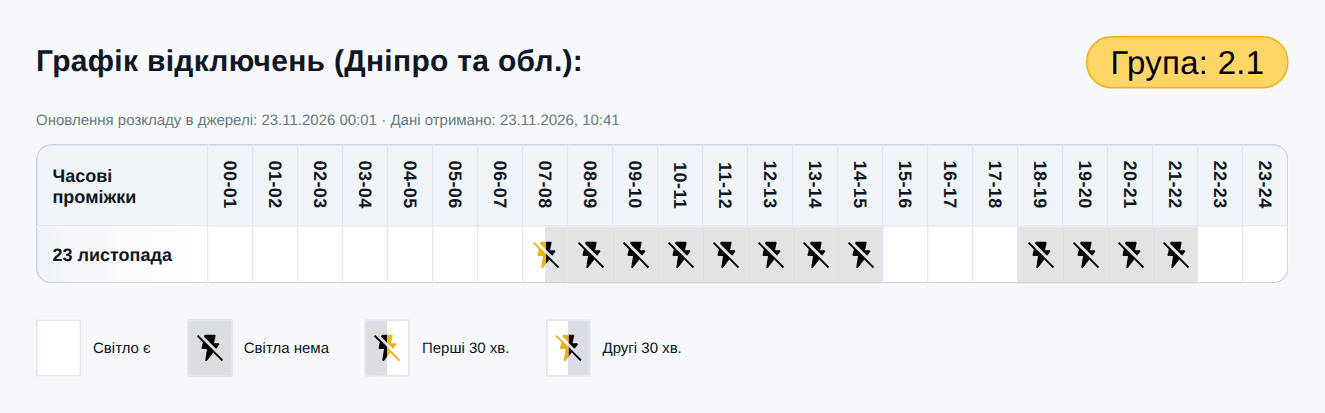 Графік відключень (Дніпро та обл.):
Група: 2.1
Оновлення розкладу в джерелі: 23.11.2026 00:01 · Дані отримано: 23.11.2026, 10:41
Часові проміжки 00-01 01-02 02-03 03-04 04-05 05-06 06-07 07-08 08-09 09-10 10-11 11-12 12-13 13-14 14-15 15-16 16-17 17-18 18-19 19-20 20-21 21-22 22-23 23-24
23 листопада
Світло є Світла нема Перші 30 хв. Другі 30 хв.